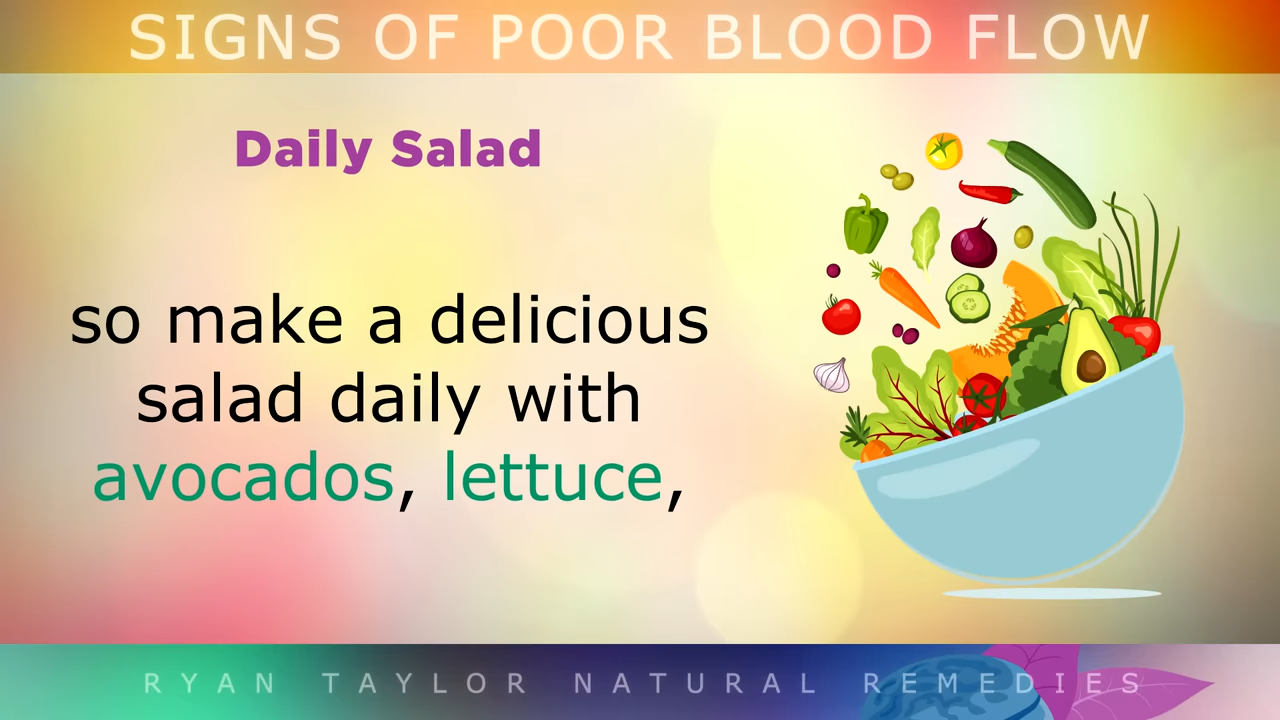 SIGNS OF POOR BLOOD FLOW
Daily Salad
so make a delicious
salad daily with
avocados, lettuce,
RYAN TAYLOR NATURAL REMEDIES